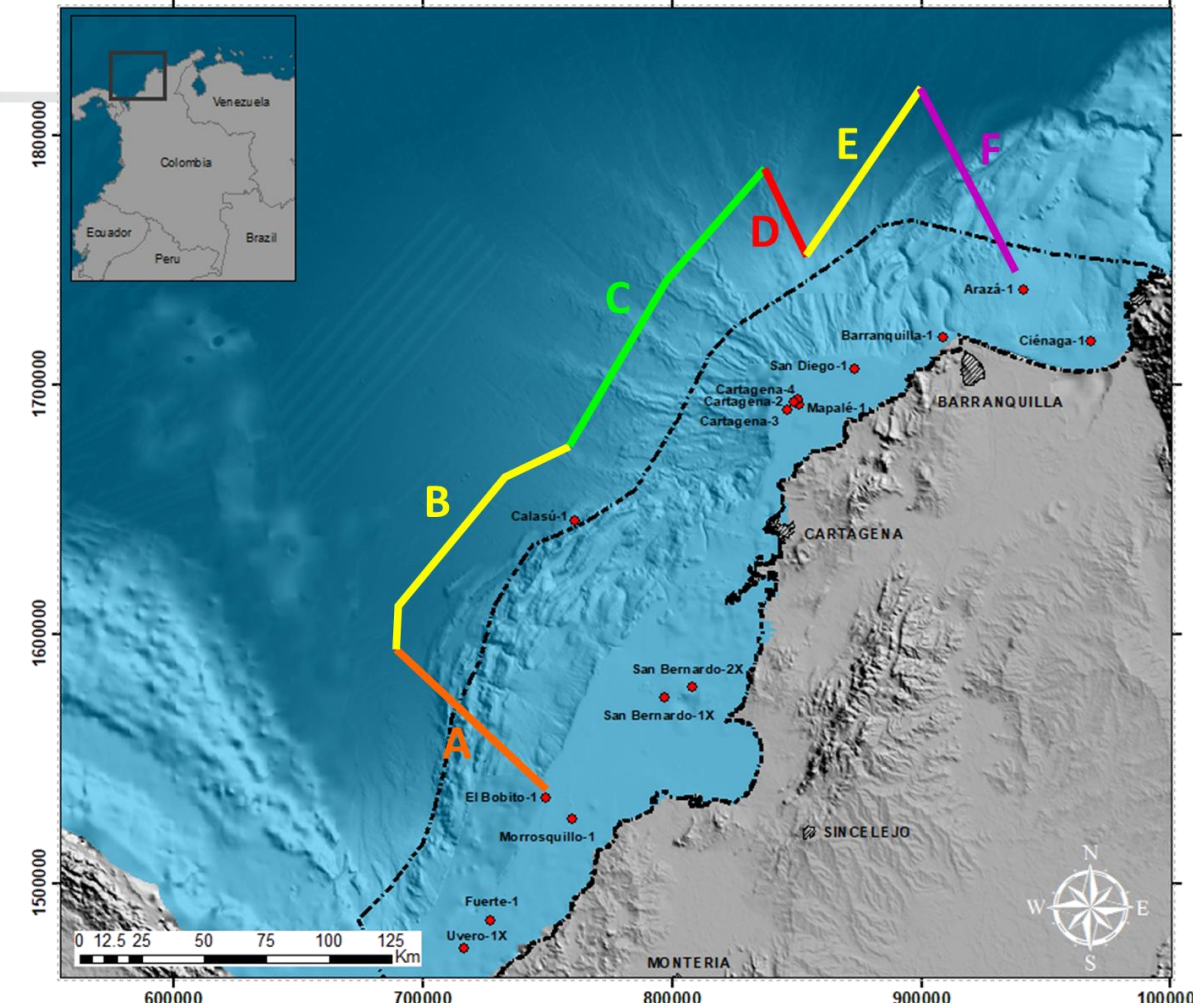 Venezuela
Colombia
Ecuador
Peru
Brazil
1800000
1700000
1600000
1500000
E
F
D
C
Arazá-1
Barranquilla-1
Ciénaga-1
San Diego-1
Cartagena-4
Cartagena-2
Mapalé-1
Cartagena-3
BARRANQUILLA
B
Calasú-1
CARTAGENA
San Bernardo-2X
San Bernardo-1X
A
El Bobito-1
Morrosquillo-1
SINCELEJO
Fuerte-1
Uvero-1X
MONTERIA
N
W
E
S
0 12.5 25 50 75 100 125
Km
600000 700000 800000 900000 100000